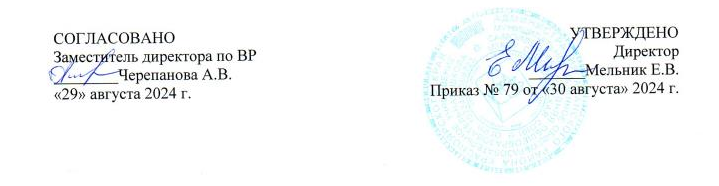 СОГЛАСОВАНО
Заместитель директора по ВР
Черепанова А.В.
«29» августа 2024 г.
УТВЕРЖДЕНО
Директор
Мельник Е.В.
Приказ № 79 от «30 августа» 2024 г.